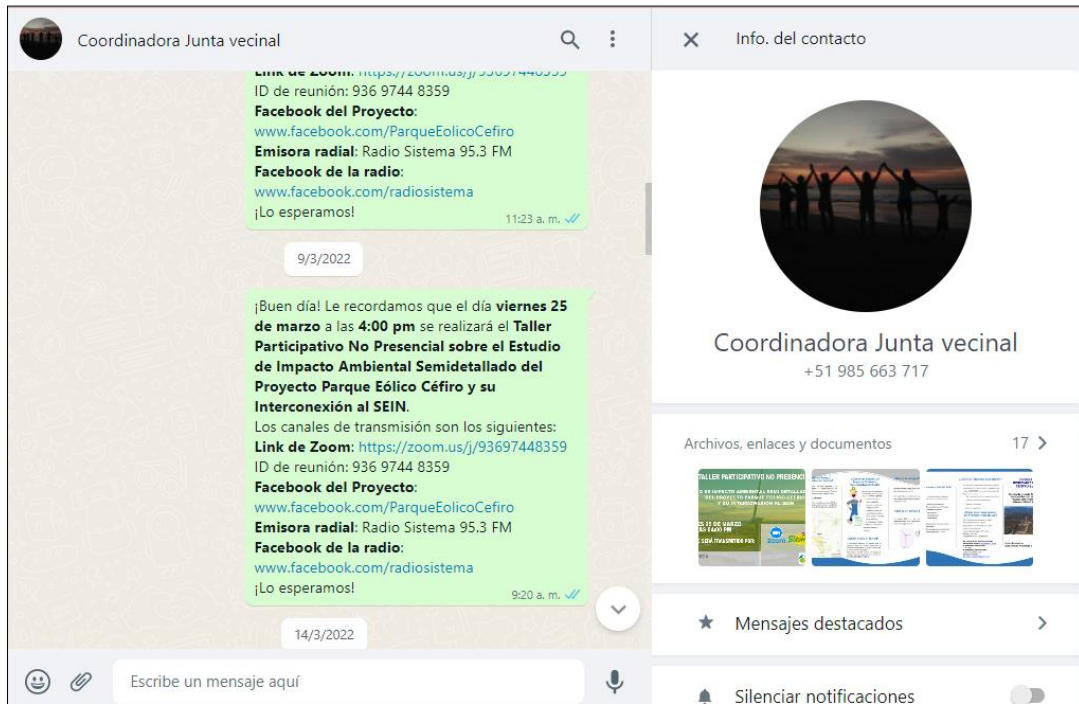 Coordinadora Junta vecinal
Link de Zoom: https://zoom.us/j/93697448359
ID de reunión: 936 9744 8359
Facebook del Proyecto:
www.facebook.com/ParqueEolicoCefiro
Emisora radial: Radio Sistema 95.3 FM
Facebook de la radio:
www.facebook.com/radiosistema
¡Lo esperamos!
11:23 a. m.
9/3/2022
¡Buen día! Le recordamos que el día viernes 25
de marzo a las 4:00 pm se realizará el Taller
Participativo No Presencial sobre el Estudio
de Impacto Ambiental Semidetallado del
Proyecto Parque Eólico Céfiro y su
Interconexión al SEIN.
Los canales de transmisión son los siguientes:
Link de Zoom: https://zoom.us/j/93697448359
ID de reunión: 936 9744 8359
Facebook del Proyecto:
www.facebook.com/ParqueEolicoCefiro
Emisora radial: Radio Sistema 95.3 FM
Facebook de la radio:
www.facebook.com/radiosistema
¡Lo esperamos!
9:20 a. m.
14/3/2022
Escribe un mensaje aquí
Info. del contacto
Coordinadora Junta vecinal
+51 985 663 717
Archivos, enlaces y documentos 17
TALLER PARTICIPATIVO NO PRESENC
zoom
Mensajes destacados
Silenciar notificaciones